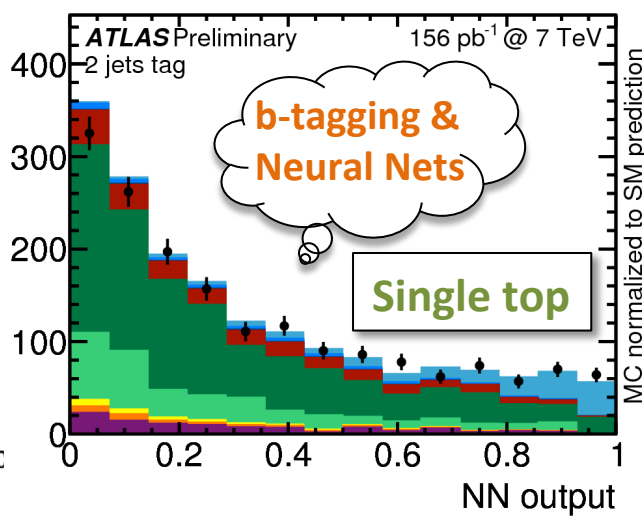 ATLAS Preliminary
156 pb⁻¹ @ 7 TeV
2 jets tag
b-tagging &
Neural Nets
Single top
MC normalized to SM prediction
400
300
200
100
0
0 0.2 0.4 0.6 0.8 1
NN output